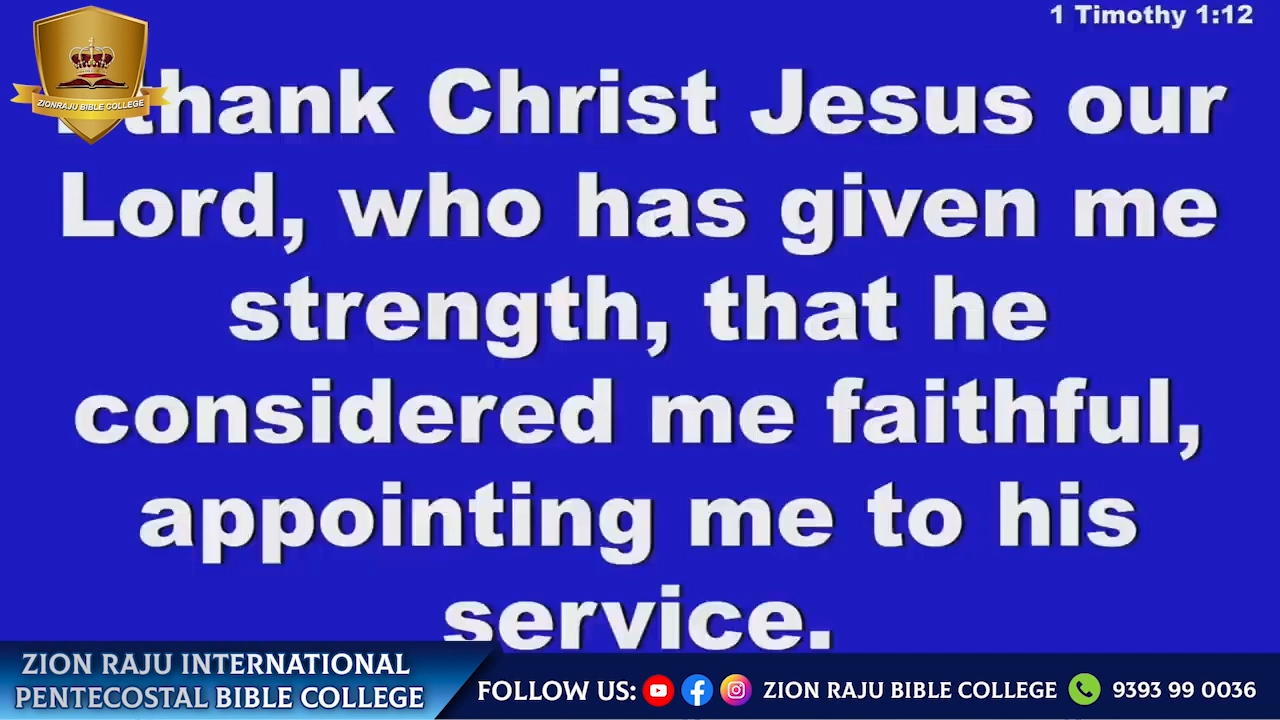 1 Timothy 1:12
ZIONRAJU BIBLE COLLEGE
thank Christ Jesus our
Lord, who has given me
strength, that he
considered me faithful,
appointing me to his
service.
ZION RAJU INTERNATIONAL
PENTECOSTAL BIBLE COLLEGE
FOLLOW US: ZION RAJU BIBLE COLLEGE 9393 99 0036